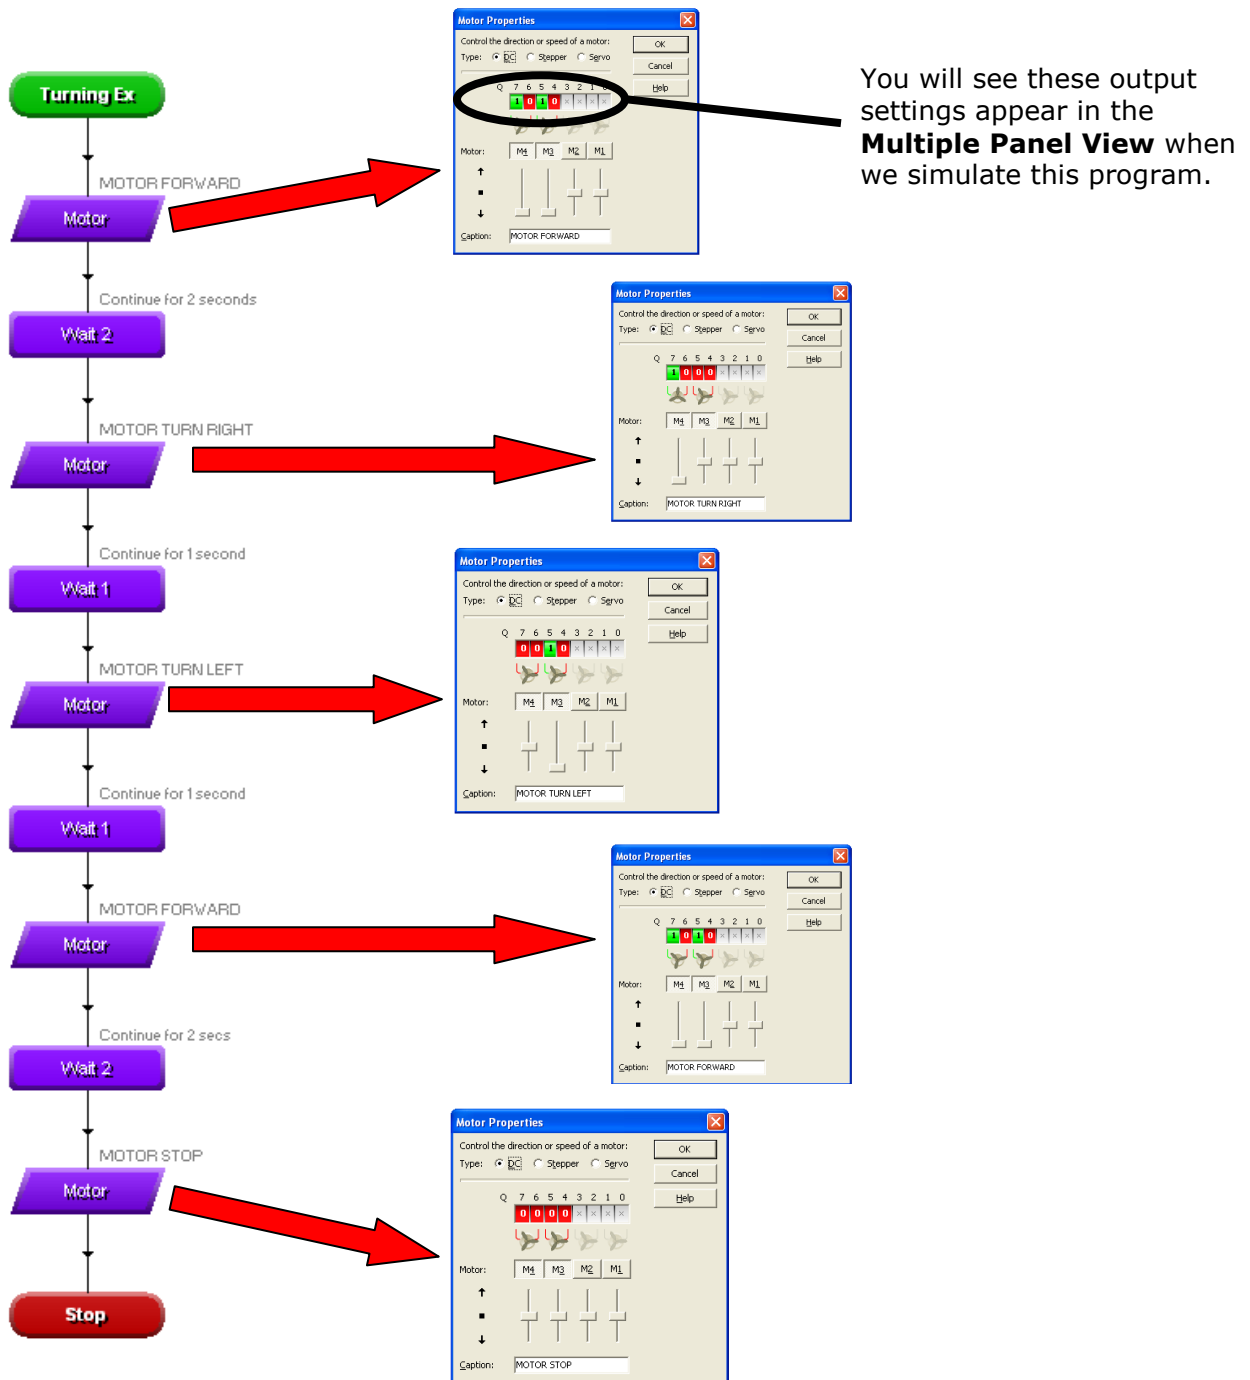 Motor Properties
Control the direction or speed of a motor:
Type: DC Stepper Servo
OK
Cancel
Help
Q 7 6 5 4 3 2 1 0
1 0 1 0 × × × ×
Motor: M4 M3 M2 M1
Caption: MOTOR FORWARD
You will see these output
settings appear in the
Multiple Panel View when
we simulate this program.
Turning Ex
MOTOR FORWARD
Motor
Continue for 2 seconds
Wait 2
Motor Properties
Control the direction or speed of a motor:
Type: DC Stepper Servo
OK
Cancel
Help
Q 7 6 5 4 3 2 1 0
1 0 0 0 × × × ×
Motor: M4 M3 M2 M1
Caption: MOTOR TURN RIGHT
MOTOR TURN RIGHT
Motor
Continue for 1 second
Wait 1
Motor Properties
Control the direction or speed of a motor:
Type: DC Stepper Servo
OK
Cancel
Help
Q 7 6 5 4 3 2 1 0
0 0 1 0 × × × ×
Motor: M4 M3 M2 M1
Caption: MOTOR TURN LEFT
MOTOR TURN LEFT
Motor
Continue for 1 second
Wait 1
Motor Properties
Control the direction or speed of a motor:
Type: DC Stepper Servo
OK
Cancel
Help
Q 7 6 5 4 3 2 1 0
1 0 1 0 × × × ×
Motor: M4 M3 M2 M1
Caption: MOTOR FORWARD
MOTOR FORWARD
Motor
Continue for 2 secs
Wait 2
Motor Properties
Control the direction or speed of a motor:
Type: DC Stepper Servo
OK
Cancel
Help
Q 7 6 5 4 3 2 1 0
0 0 0 0 × × × ×
Motor: M4 M3 M2 M1
Caption: MOTOR STOP
MOTOR STOP
Motor
Stop